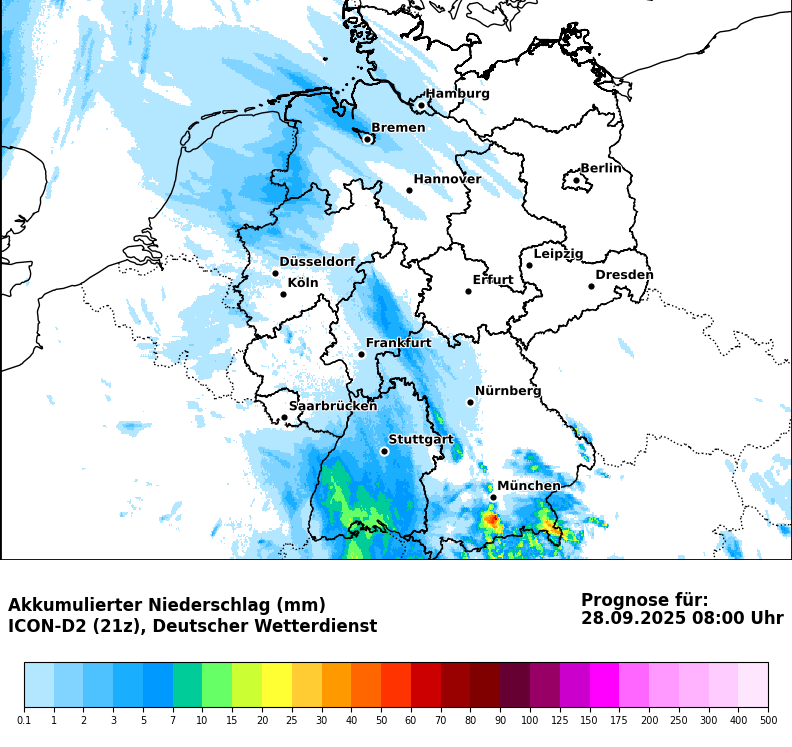 Hamburg
Bremen
Berlin
Hannover
Leipzig
Düsseldorf
Dresden
Erfurt
Köln
Frankfurt
Nürnberg
Saarbrücken
Stuttgart
München
Akkumulierter Niederschlag (mm)
ICON-D2 (21z), Deutscher Wetterdienst
Prognose für:
28.09.2025 08:00 Uhr
0.1 1 2 3 5 7 10 15 20 25 30 40 50 60 70 80 90 100 125 150 175 200 250 300 400 500